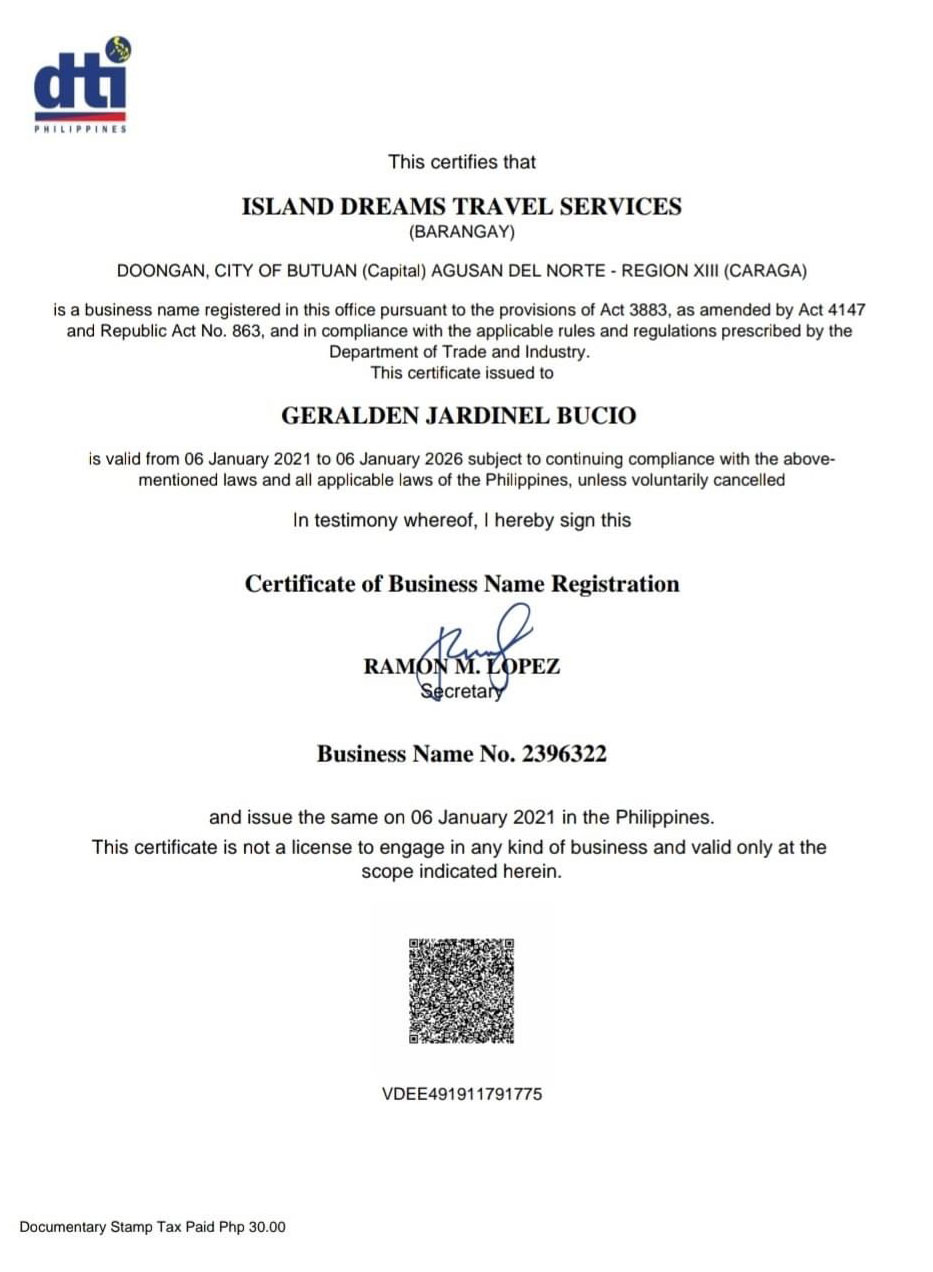 dti
PHILIPPINES
This certifies that
ISLAND DREAMS TRAVEL SERVICES
(BARANGAY)
DOONGAN, CITY OF BUTUAN (Capital) AGUSAN DEL NORTE - REGION XIII (CARAGA)
is a business name registered in this office pursuant to the provisions of Act 3883, as amended by Act 4147
and Republic Act No. 863, and in compliance with the applicable rules and regulations prescribed by the
Department of Trade and Industry.
This certificate issued to
GERALDEN JARDINEL BUCIO
is valid from 06 January 2021 to 06 January 2026 subject to continuing compliance with the above-
mentioned laws and all applicable laws of the Philippines, unless voluntarily cancelled
In testimony whereof, I hereby sign this
Certificate of Business Name Registration
RAMON M. LOPEZ
Secretary
Business Name No. 2396322
and issue the same on 06 January 2021 in the Philippines.
This certificate is not a license to engage in any kind of business and valid only at the
scope indicated herein.
VDEE491911791775
Documentary Stamp Tax Paid Php 30.00